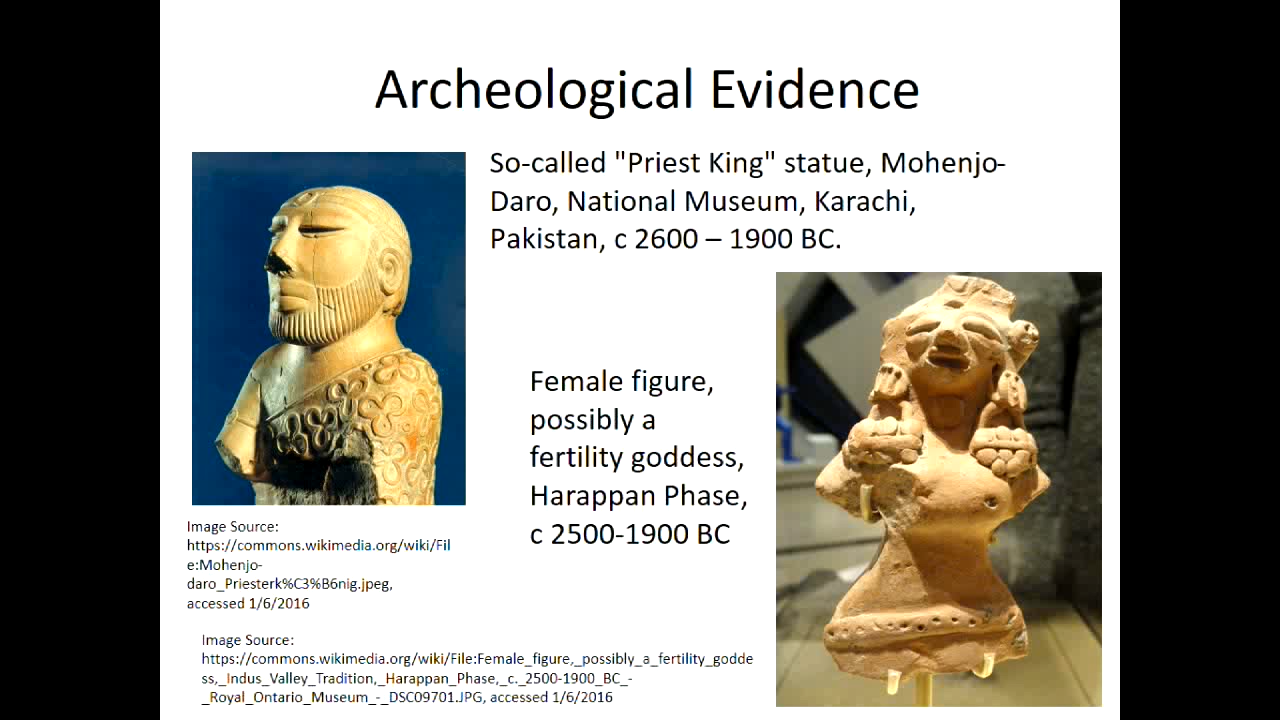 Archeological Evidence
So-called "Priest King" statue, Mohenjo-
Daro, National Museum, Karachi,
Pakistan, c 2600 – 1900 BC.
Female figure,
possibly a
fertility goddess,
Harappan Phase,
c 2500-1900 BC
Image Source:
https://commons.wikimedia.org/wiki/Fil
e:Mohenjo-
daro_Priesterk%C3%B6nig.jpeg,
accessed 1/6/2016
Image Source:
https://commons.wikimedia.org/wiki/File:Female_figure,_possibly_a_fertility_godde
ss,_Indus_Valley_Tradition,_Harappan_Phase,_c._2500-1900_BC_-
_Royal_Ontario_Museum_-_DSC09701.JPG, accessed 1/6/2016